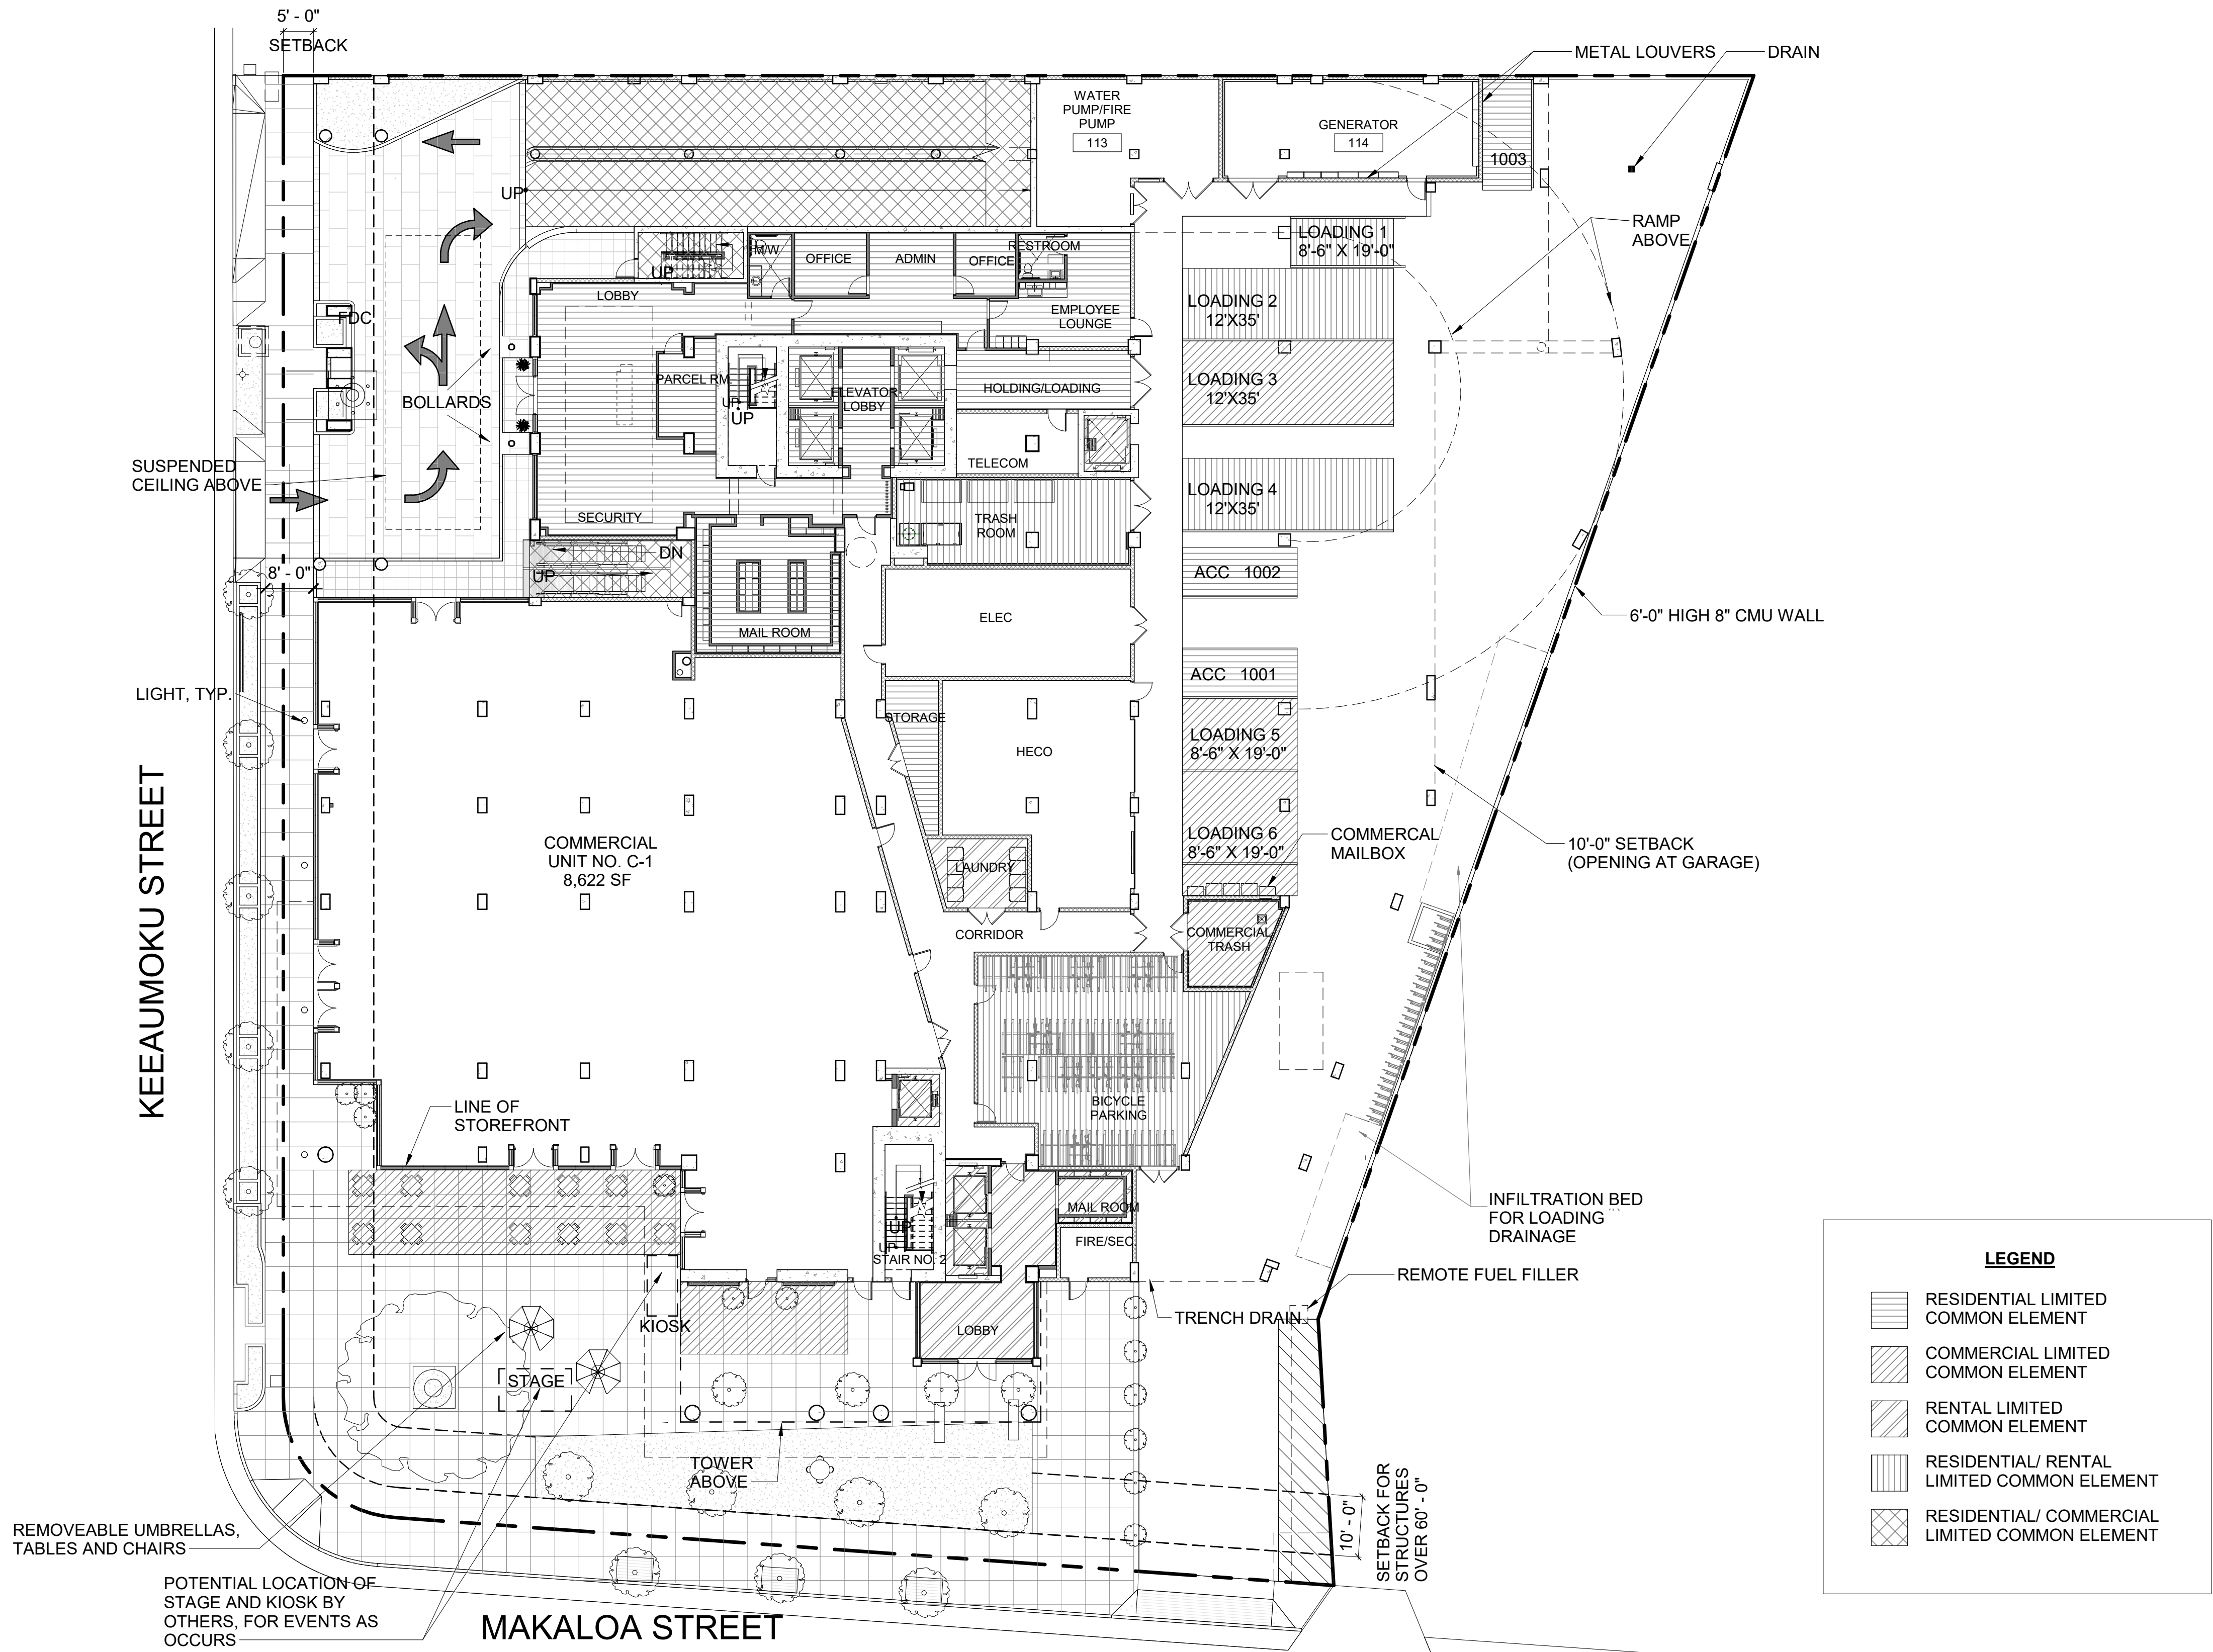 5' - 0"
SETBACK
METAL LOUVERS
DRAIN
WATER
PUMP/FIRE
PUMP
113
GENERATOR
114
1003
UP
RAMP
ABOVE
LOADING 1
8'-6" X 19'-0"
M/W
OFFICE
ADMIN
OFFICE
RESTROOM
UP
LOBBY
EMPLOYEE
LOUNGE
LOADING 2
12'X35'
FDC
BOLLARDS
PARCEL RM.
UP
UP
ELEVATOR
LOBBY
HOLDING/LOADING
LOADING 3
12'X35'
SUSPENDED
CEILING ABOVE
TELECOM
LOADING 4
12'X35'
SECURITY
TRASH
ROOM
DN
UP
8' - 0"
ACC 1002
MAIL ROOM
ELEC
6'-0" HIGH 8" CMU WALL
LIGHT, TYP.
ACC 1001
STORAGE
HECO
LOADING 5
8'-6" X 19'-0"
KEEAUMOKU STREET
COMMERCIAL
UNIT NO. C-1
8,622 SF
LOADING 6
8'-6" X 19'-0"
COMMERCAL
MAILBOX
10'-0" SETBACK
(OPENING AT GARAGE)
LAUNDRY
CORRIDOR
COMMERCIAL
TRASH
BICYCLE
PARKING
LINE OF
STOREFRONT
INFILTRATION BED
FOR LOADING
DRAINAGE
MAIL ROOM
UP
UP
STAIR NO. 2
FIRE/SEC
REMOTE FUEL FILLER
KIOSK
LOBBY
TRENCH DRAIN
STAGE
TOWER
ABOVE
10' - 0"
SETBACK FOR
STRUCTURES
OVER 60' - 0"
REMOVEABLE UMBRELLAS,
TABLES AND CHAIRS
POTENTIAL LOCATION OF
STAGE AND KIOSK BY
OTHERS, FOR EVENTS AS
OCCURS
MAKALOA STREET
LEGEND
RESIDENTIAL LIMITED
COMMON ELEMENT
COMMERCIAL LIMITED
COMMON ELEMENT
RENTAL LIMITED
COMMON ELEMENT
RESIDENTIAL/ RENTAL
LIMITED COMMON ELEMENT
RESIDENTIAL/ COMMERCIAL
LIMITED COMMON ELEMENT